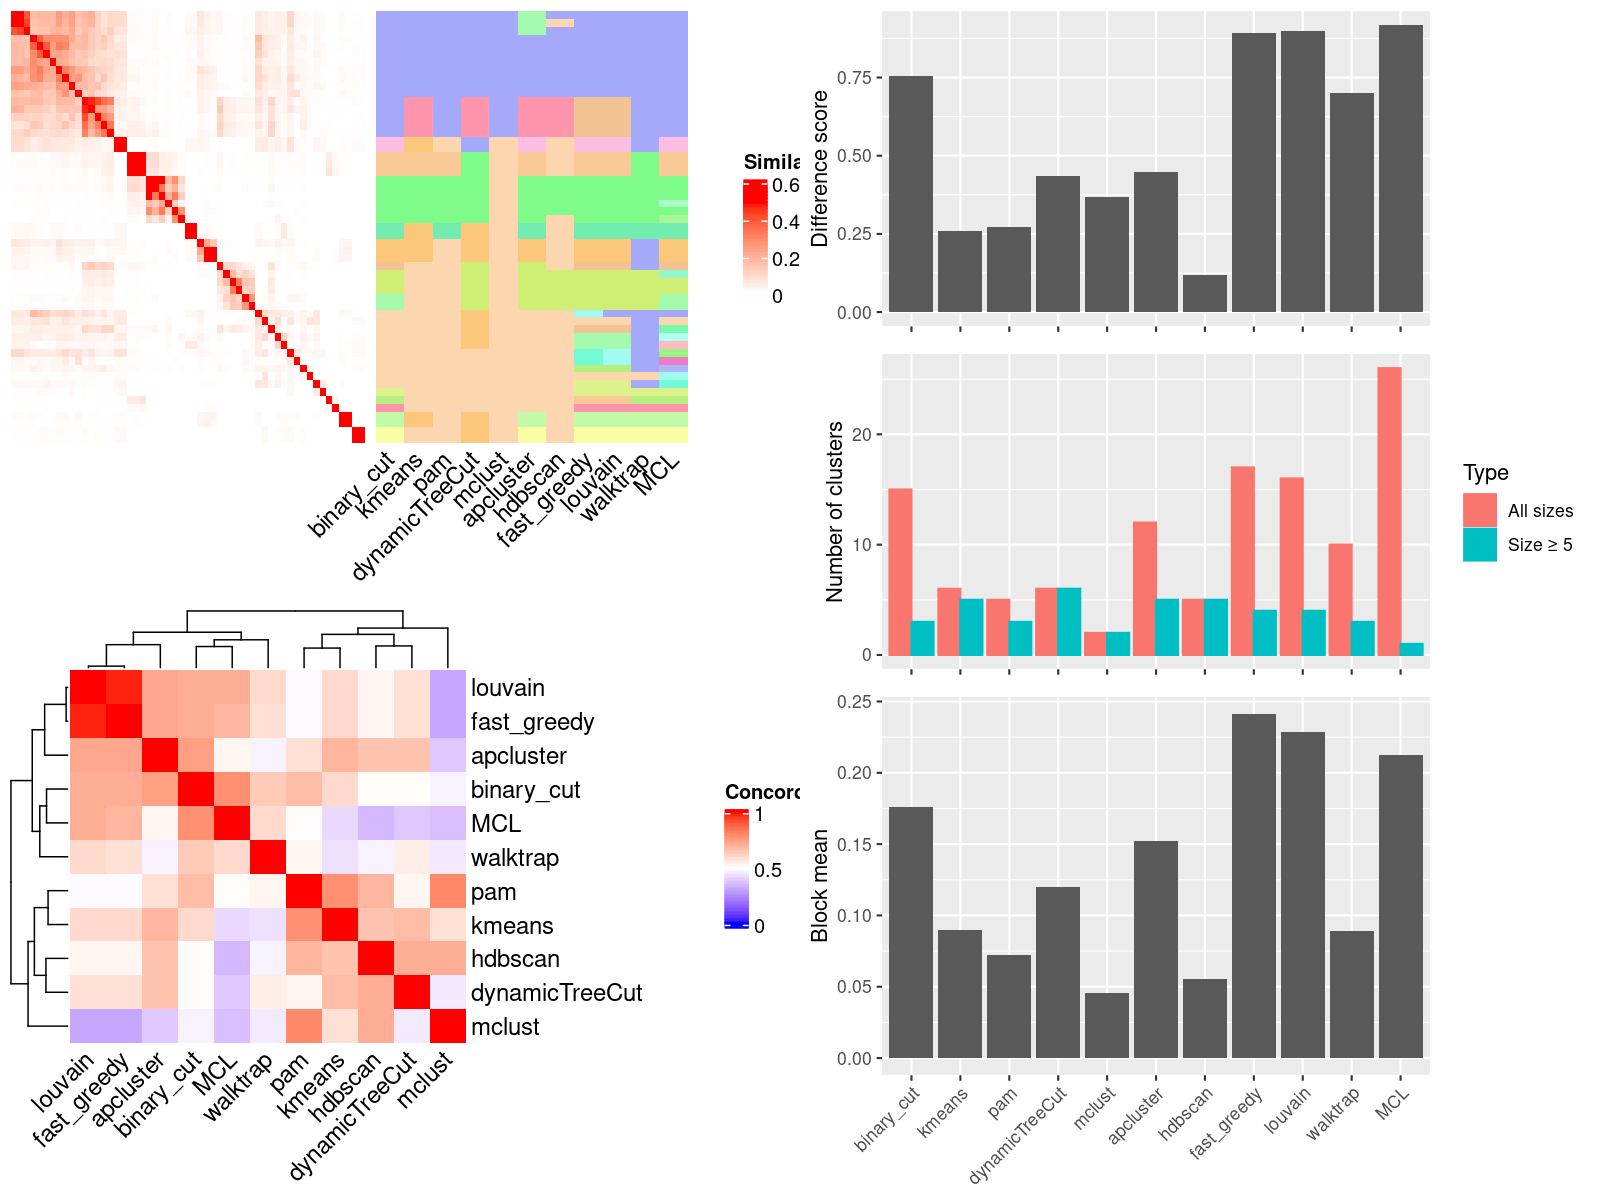 Simila
0.6
0.4
0.2
0
binary_cut
kmeans
pam
dynamicTreeCut
mclust
apcluster
hdbscan
fast_greedy
louvain
walktrap
MCL
louvain
fast_greedy
apcluster
binary_cut
MCL
walktrap
pam
kmeans
hdbscan
dynamicTreeCut
mclust
louvain
fast_greedy
apcluster
binary_cut
MCL
walktrap
pam
kmeans
hdbscan
dynamicTreeCut
mclust
Concord
1
0.5
0
Difference score
0.75
0.50
0.25
0.00
Number of clusters
20
10
0
Type
All sizes
Size ≥ 5
Block mean
0.25
0.20
0.15
0.10
0.05
0.00
binary_cut
kmeans
pam
dynamicTreeCut
mclust
apcluster
hdbscan
fast_greedy
louvain
walktrap
MCL